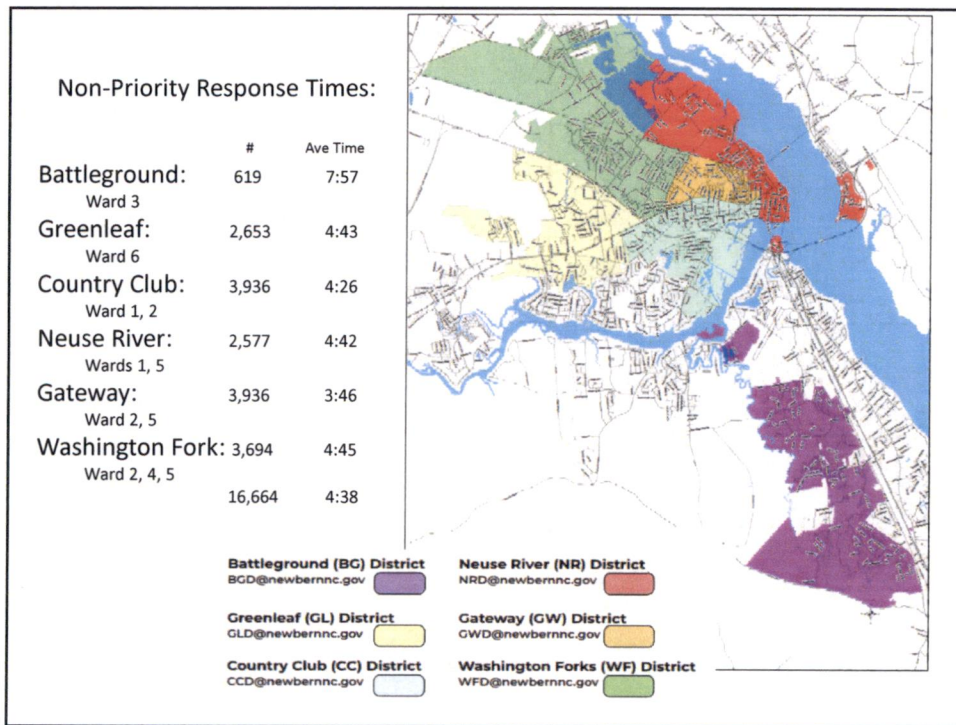 Non-Priority Response Times:
# Ave Time
Battleground: 619 7:57
Ward 3
Greenleaf: 2,653 4:43
Ward 6
Country Club: 3,936 4:26
Ward 1, 2
Neuse River: 2,577 4:42
Wards 1, 5
Gateway: 3,936 3:46
Ward 2, 5
Washington Fork: 3,694 4:45
Ward 2, 4, 5
16,664 4:38
Battleground (BG) District
BGD@newbernnc.gov
Neuse River (NR) District
NRD@newbernnc.gov
Greenleaf (GL) District
GLD@newbernnc.gov
Gateway (GW) District
GWD@newbernnc.gov
Country Club (CC) District
CCD@newbernnc.gov
Washington Forks (WF) District
WFD@newbernnc.gov